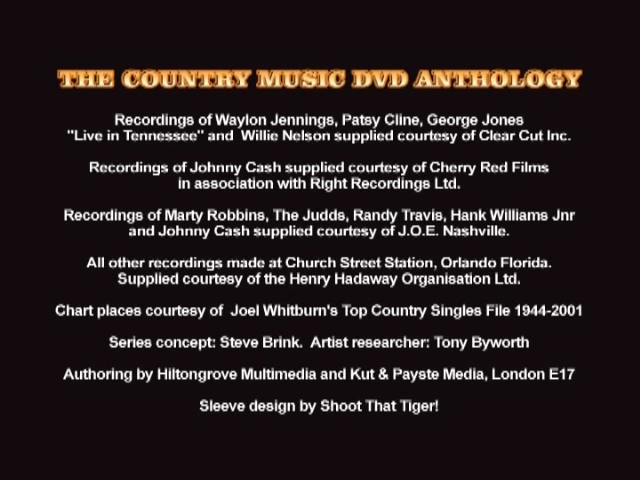 THE COUNTRY MUSIC DVD ANTHOLOGY
Recordings of Waylon Jennings, Patsy Cline, George Jones
"Live in Tennessee" and Willie Nelson supplied courtesy of Clear Cut Inc.
Recordings of Johnny Cash supplied courtesy of Cherry Red Films
in association with Right Recordings Ltd.
Recordings of Marty Robbins, The Judds, Randy Travis, Hank Williams Jnr
and Johnny Cash supplied courtesy of J.O.E. Nashville.
All other recordings made at Church Street Station, Orlando Florida.
Supplied courtesy of the Henry Hadaway Organisation Ltd.
Chart places courtesy of Joel Whitburn's Top Country Singles File 1944-2001
Series concept: Steve Brink. Artist researcher: Tony Byworth
Authoring by Hiltongrove Multimedia and Kut & Payste Media, London E17
Sleeve design by Shoot That Tiger!